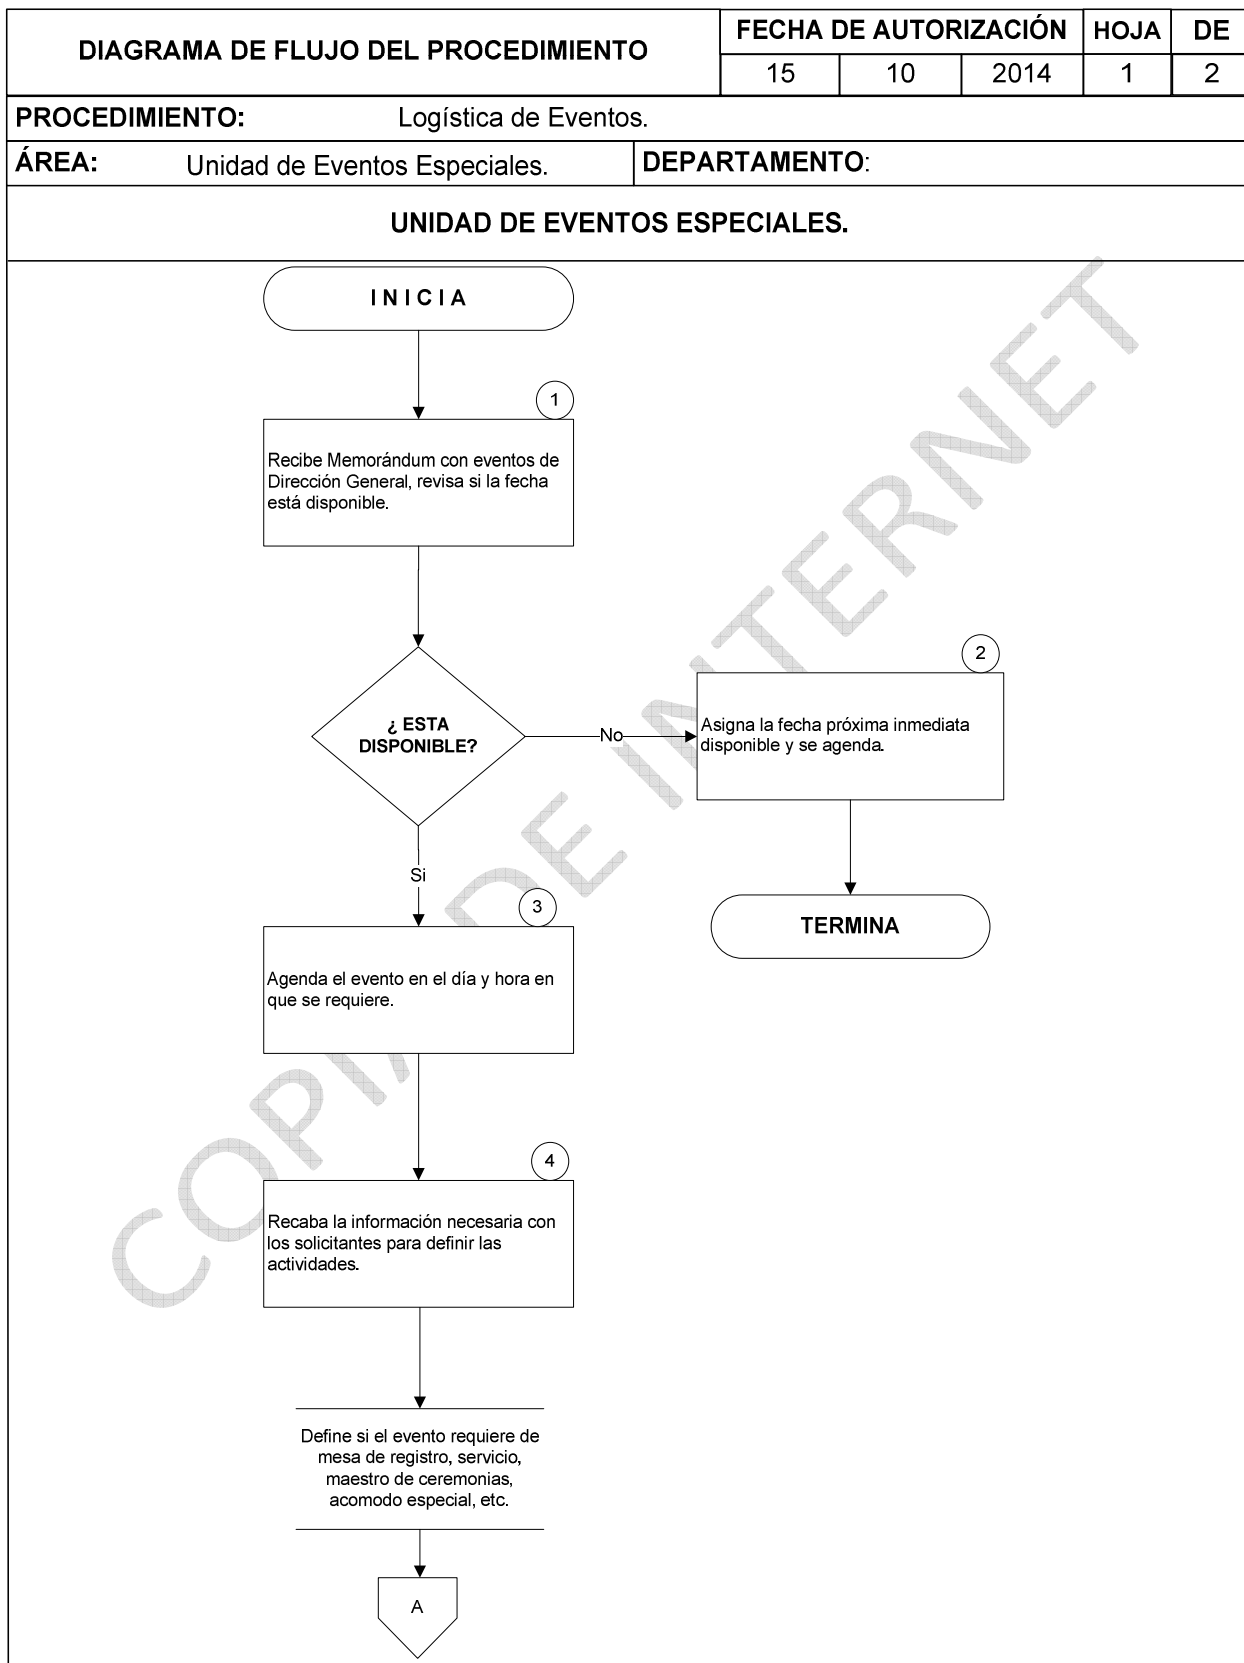 DIAGRAMA DE FLUJO DEL PROCEDIMIENTO
FECHA DE AUTORIZACIÓN HOJA DE
15 10 2014 1 2
PROCEDIMIENTO: Logística de Eventos.
ÁREA: Unidad de Eventos Especiales. DEPARTAMENTO:
UNIDAD DE EVENTOS ESPECIALES.
I N I C I A
1
Recibe Memorándum con eventos de
Dirección General, revisa si la fecha
está disponible.
¿ ESTA
DISPONIBLE?
No
2
Asigna la fecha próxima inmediata
disponible y se agenda.
TERMINA
Si
3
Agenda el evento en el día y hora en
que se requiere.
4
Recaba la información necesaria con
los solicitantes para definir las
actividades.
Define si el evento requiere de
mesa de registro, servicio,
maestro de ceremonias,
acomodo especial, etc.
A
COPIA DE INTERNET